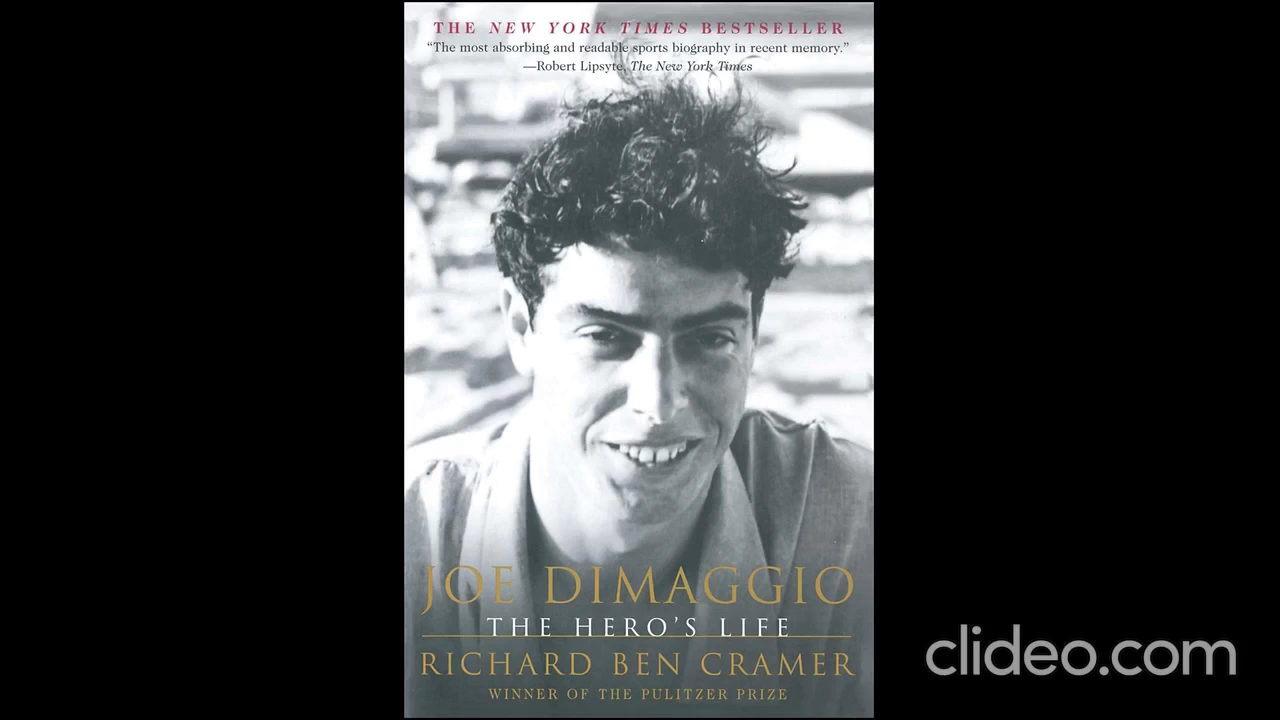 THE NEW YORK TIMES BESTSELLER
“The most absorbing and readable sports biography in recent memory.”
—Robert Lipsyte, The New York Times
JOE DIMAGGIO
THE HERO’S LIFE
RICHARD BEN CRAMER
WINNER OF THE PULITZER PRIZE
clideo.com